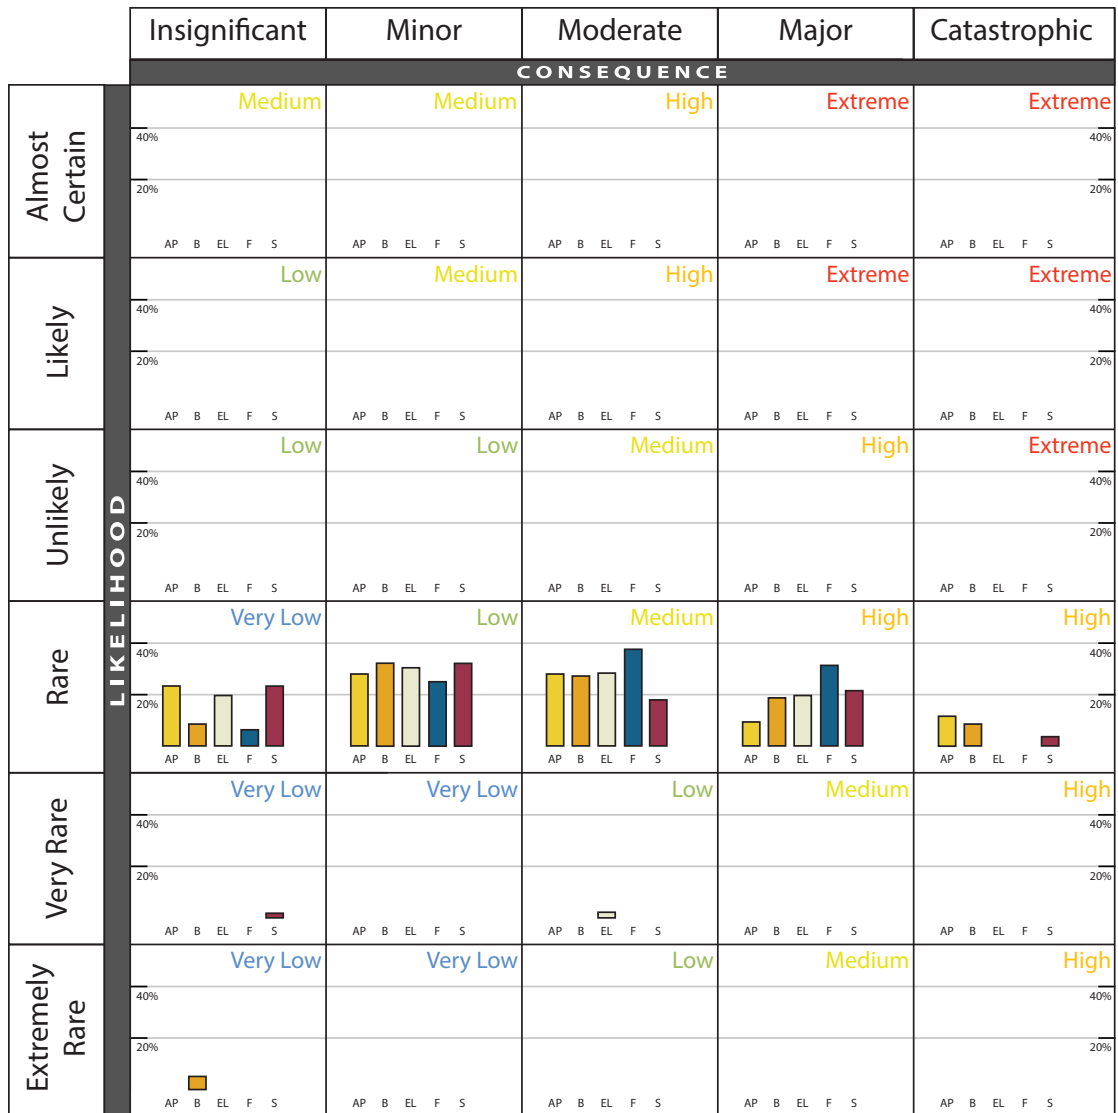 Insignificant Minor Moderate Major Catastrophic
CONSEQUENCE
LIKELIHOOD
Almost
Certain
Medium Medium High Extreme Extreme
40% 40%
20% 20%
AP B EL F S AP B EL F S AP B EL F S AP B EL F S AP B EL F S
Likely
Low Medium High Extreme Extreme
40% 40%
20% 20%
AP B EL F S AP B EL F S AP B EL F S AP B EL F S AP B EL F S
Unlikely
Low Low Medium High Extreme
40% 40%
20% 20%
AP B EL F S AP B EL F S AP B EL F S AP B EL F S AP B EL F S
Rare
Very Low Low Medium High High
40% 40%
20% 20%
AP B EL F S AP B EL F S AP B EL F S AP B EL F S AP B EL F S
Very Rare
Very Low Very Low Low Medium High
40% 40%
20% 20%
AP B EL F S AP B EL F S AP B EL F S AP B EL F S AP B EL F S
Extremely
Rare
Very Low Very Low Low Medium High
40% 40%
20% 20%
AP B EL F S AP B EL F S AP B EL F S AP B EL F S AP B EL F S